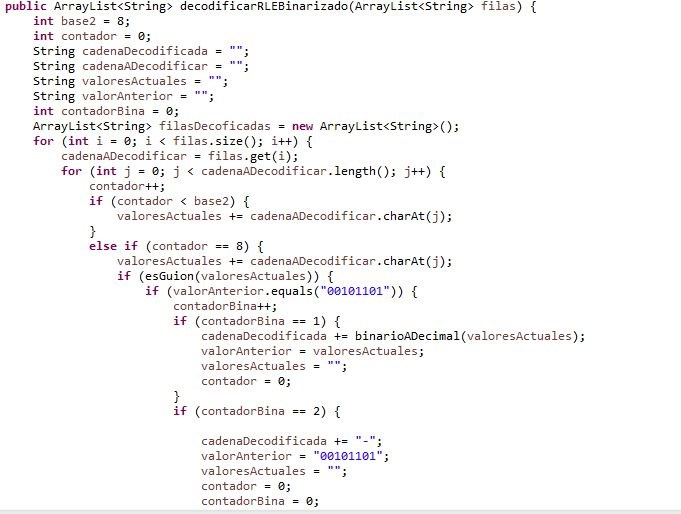 public ArrayList<String> decodificarRLEBinarizado(ArrayList<String> filas) {
int base2 = 8;
int contador = 0;
String cadenaDecodificada = "";
String cadenaADecodificar = "";
String valoresActuales = "";
String valorAnterior = "";
int contadorBina = 0;
ArrayList<String> filasDecoficadas = new ArrayList<String>();
for (int i = 0; i < filas.size(); i++) {
cadenaADecodificar = filas.get(i);
for (int j = 0; j < cadenaADecodificar.length(); j++) {
contador++;
if (contador < base2) {
valoresActuales += cadenaADecodificar.charAt(j);
}
else if (contador == 8) {
valoresActuales += cadenaADecodificar.charAt(j);
if (esGuion(valoresActuales)) {
if (valorAnterior.equals("00101101")) {
contadorBina++;
if (contadorBina == 1) {
cadenaDecodificada += binarioADecimal(valoresActuales);
valorAnterior = valoresActuales;
valoresActuales = "";
contador = 0;
}
if (contadorBina == 2) {
cadenaDecodificada += "-";
valorAnterior = "00101101";
valoresActuales = "";
contador = 0;
contadorBina = 0;